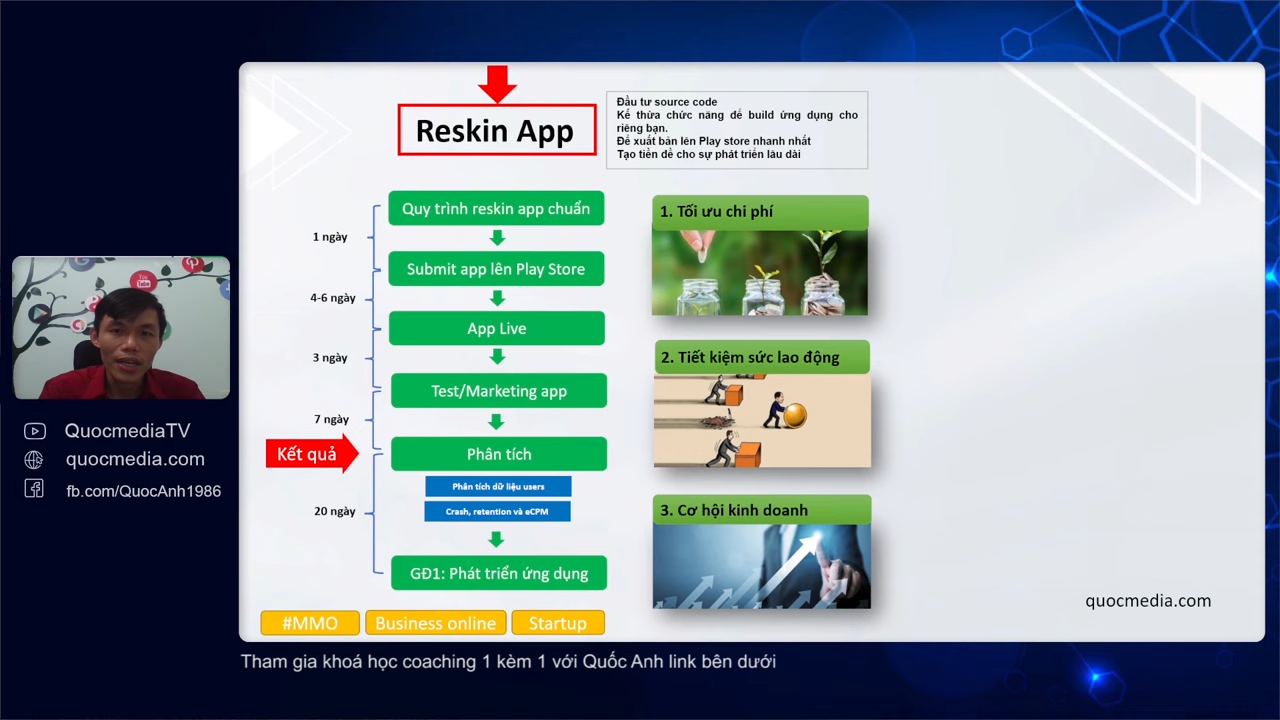 Reskin App
Đầu tư source code
Kế thừa chức năng để build ứng dụng cho
riêng bạn.
Để xuất bản lên Play store nhanh nhất
Tạo tiền đề cho sự phát triển lâu dài
Quy trình reskin app chuẩn
1 ngày
Submit app lên Play Store
4-6 ngày
App Live
3 ngày
Test/Marketing app
7 ngày
Kết quả
Phân tích
Phân tích dữ liệu users
Crash, retention và eCPM
20 ngày
GĐ1: Phát triển ứng dụng
1. Tối ưu chi phí
2. Tiết kiệm sức lao động
3. Cơ hội kinh doanh
You
Tube
QuocmediaTV
quocmedia.com
fb.com/QuocAnh1986
#MMO
Business online
Startup
quocmedia.com
Tham gia khoá học coaching 1 kèm 1 với Quốc Anh link bên dưới